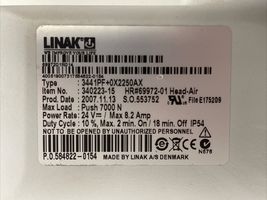 LINAK®
LINAK®
Type : 3441PF+0X2250AX
Item No. : 340223-15 HR#69972-01 Head-Air
Prod. Date : 2007.11.13 S.O.553752
Max Load : Push 7000 N
Power Rate : 24 V⎓ / Max 8.2 Amp
Duty Cycle : 10 %, Max. 2 min. On / 18 min. Off IP54
File E175209
NOT TO BE OPENED BY UNAUTHORIZED PERSONNEL
N 676
P.O.584822-0154
MADE BY LINAK A/S DENMARK